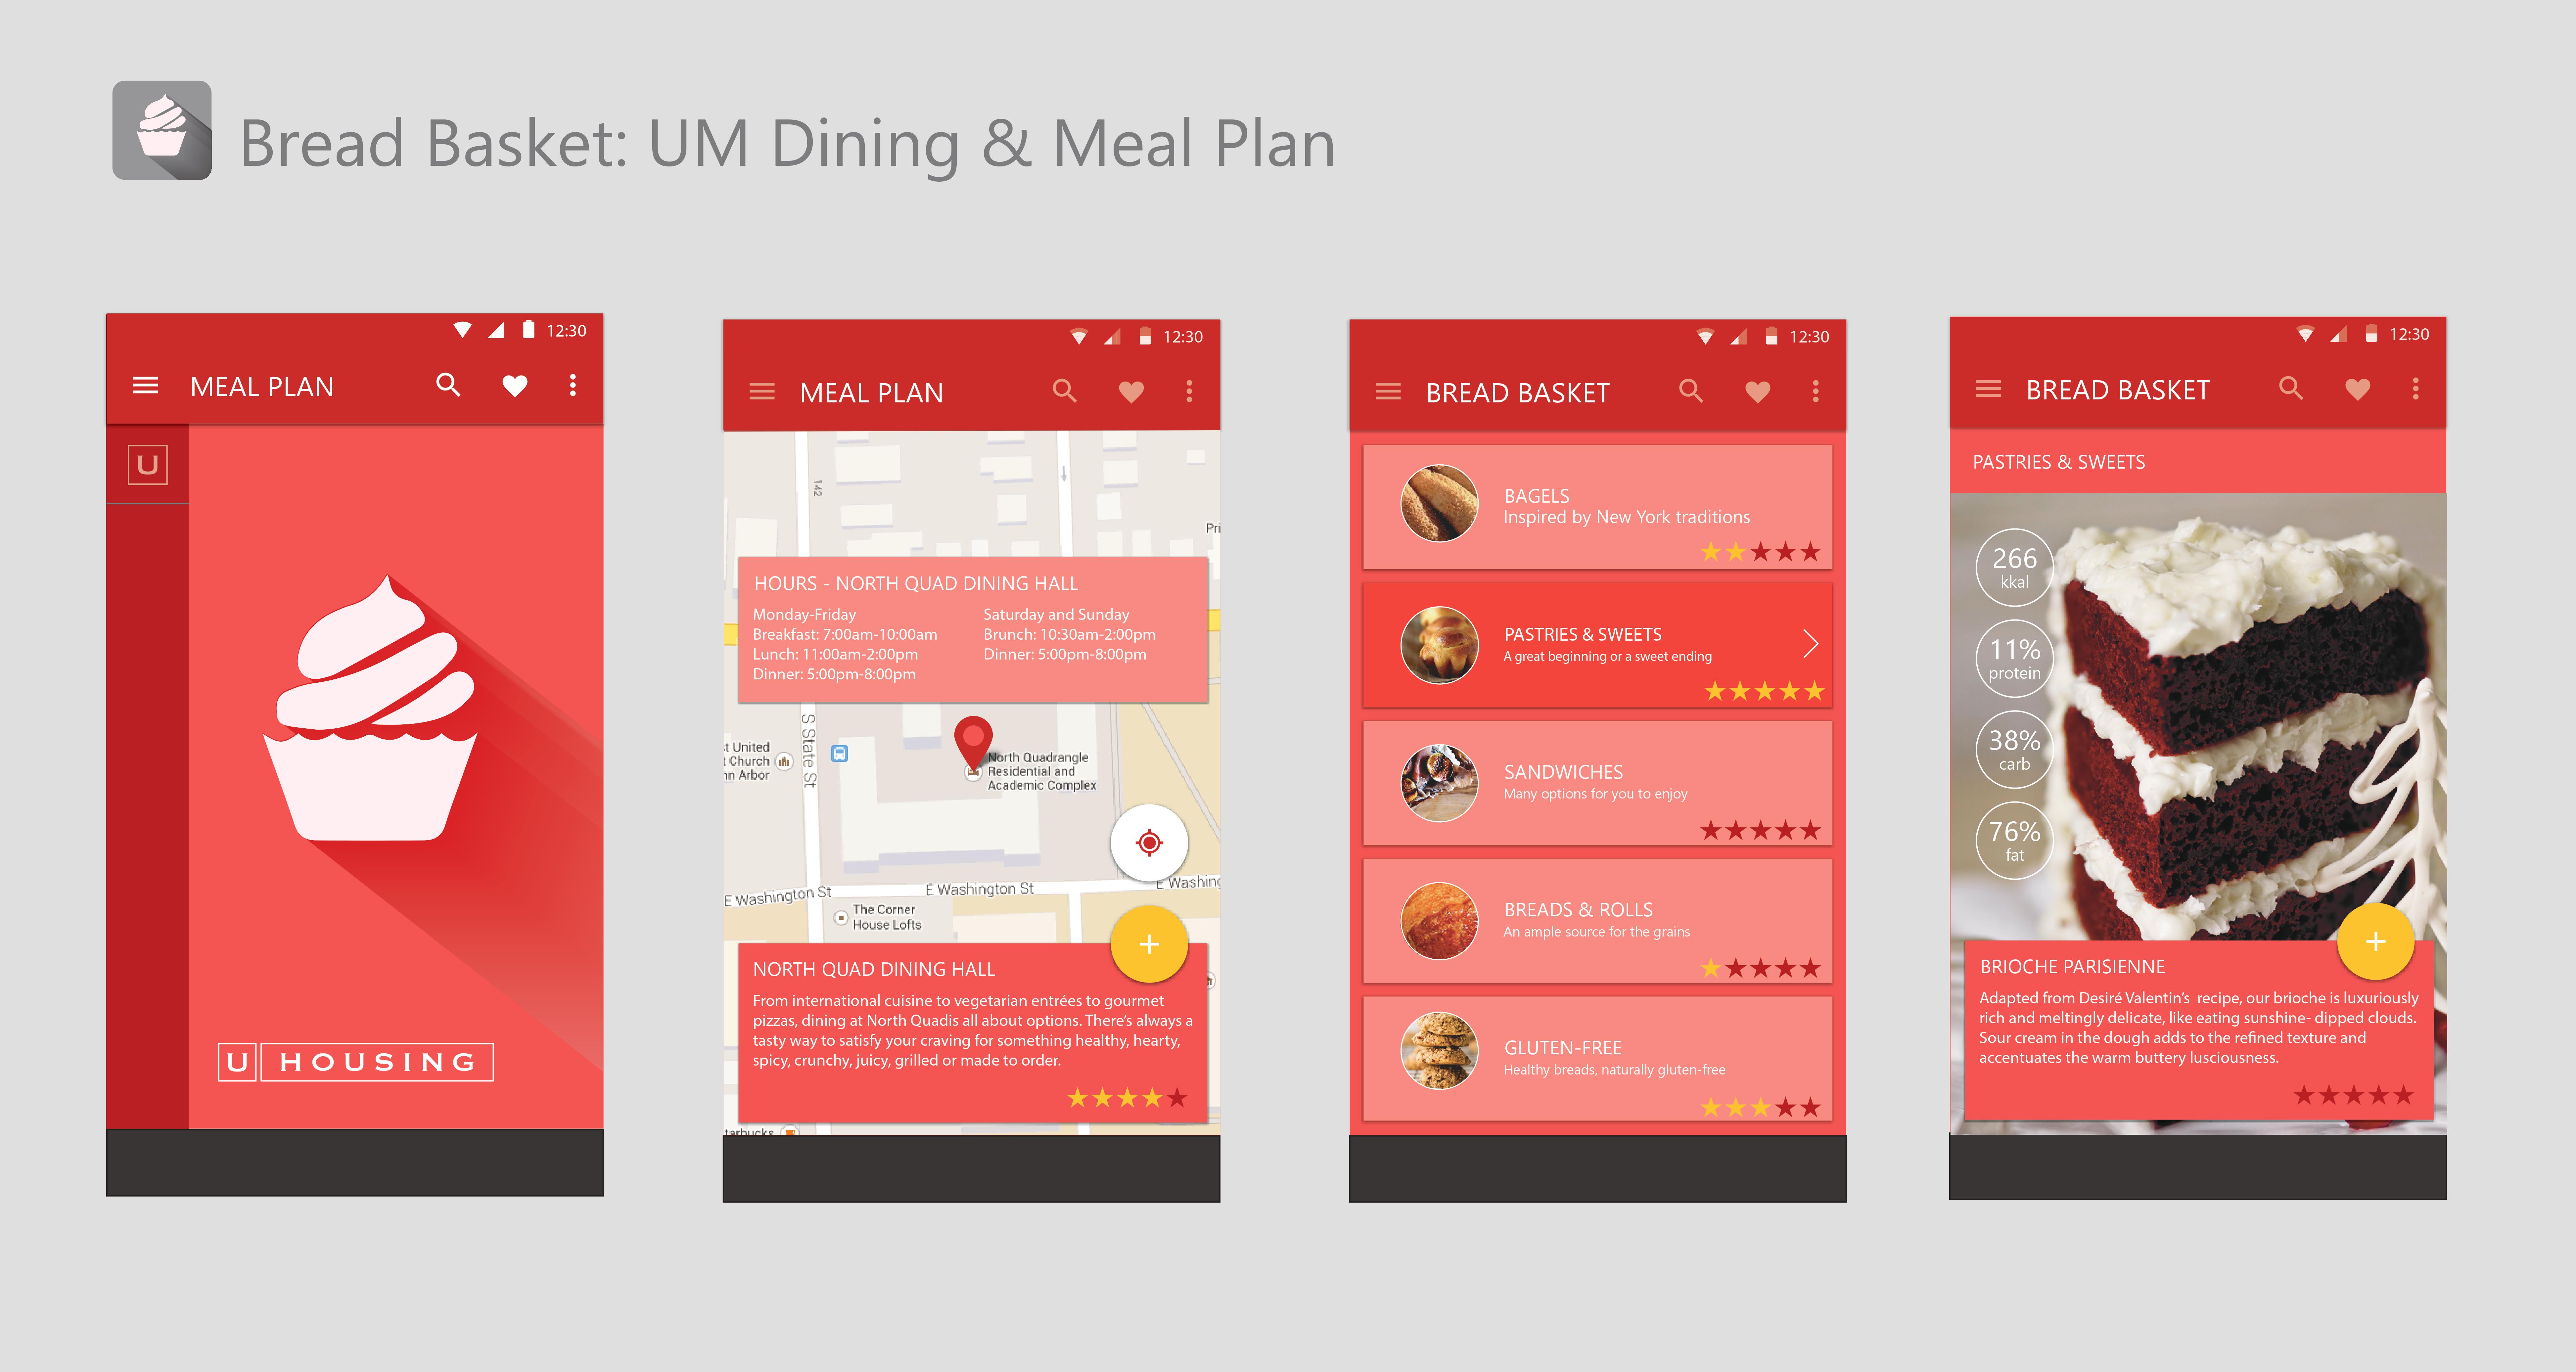 Bread Basket: UM Dining & Meal Plan
12:30
MEAL PLAN
U
U HOUSING
12:30
MEAL PLAN
142
Pri
HOURS - NORTH QUAD DINING HALL
Monday-Friday
Breakfast: 7:00am-10:00am
Lunch: 11:00am-2:00pm
Dinner: 5:00pm-8:00pm
Saturday and Sunday
Brunch: 10:30am-2:00pm
Dinner: 5:00pm-8:00pm
S State St
t United
t Church
nn Arbor
North Quadrangle
Residential and
Academic Complex
E Washington St
E Washington St
E Washing
The Corner
House Lofts
NORTH QUAD DINING HALL
From international cuisine to vegetarian entrées to gourmet
pizzas, dining at North Quadis all about options. There's always a
tasty way to satisfy your craving for something healthy, hearty,
spicy, crunchy, juicy, grilled or made to order.
tarbucks
12:30
BREAD BASKET
BAGELS
Inspired by New York traditions
PASTRIES & SWEETS
A great beginning or a sweet ending
SANDWICHES
Many options for you to enjoy
BREADS & ROLLS
An ample source for the grains
GLUTEN-FREE
Healthy breads, naturally gluten-free
12:30
BREAD BASKET
PASTRIES & SWEETS
266
kkal
11%
protein
38%
carb
76%
fat
BRIOCHE PARISIENNE
Adapted from Desiré Valentin's recipe, our brioche is luxuriously
rich and meltingly delicate, like eating sunshine- dipped clouds.
Sour cream in the dough adds to the refined texture and
accentuates the warm buttery lusciousness.